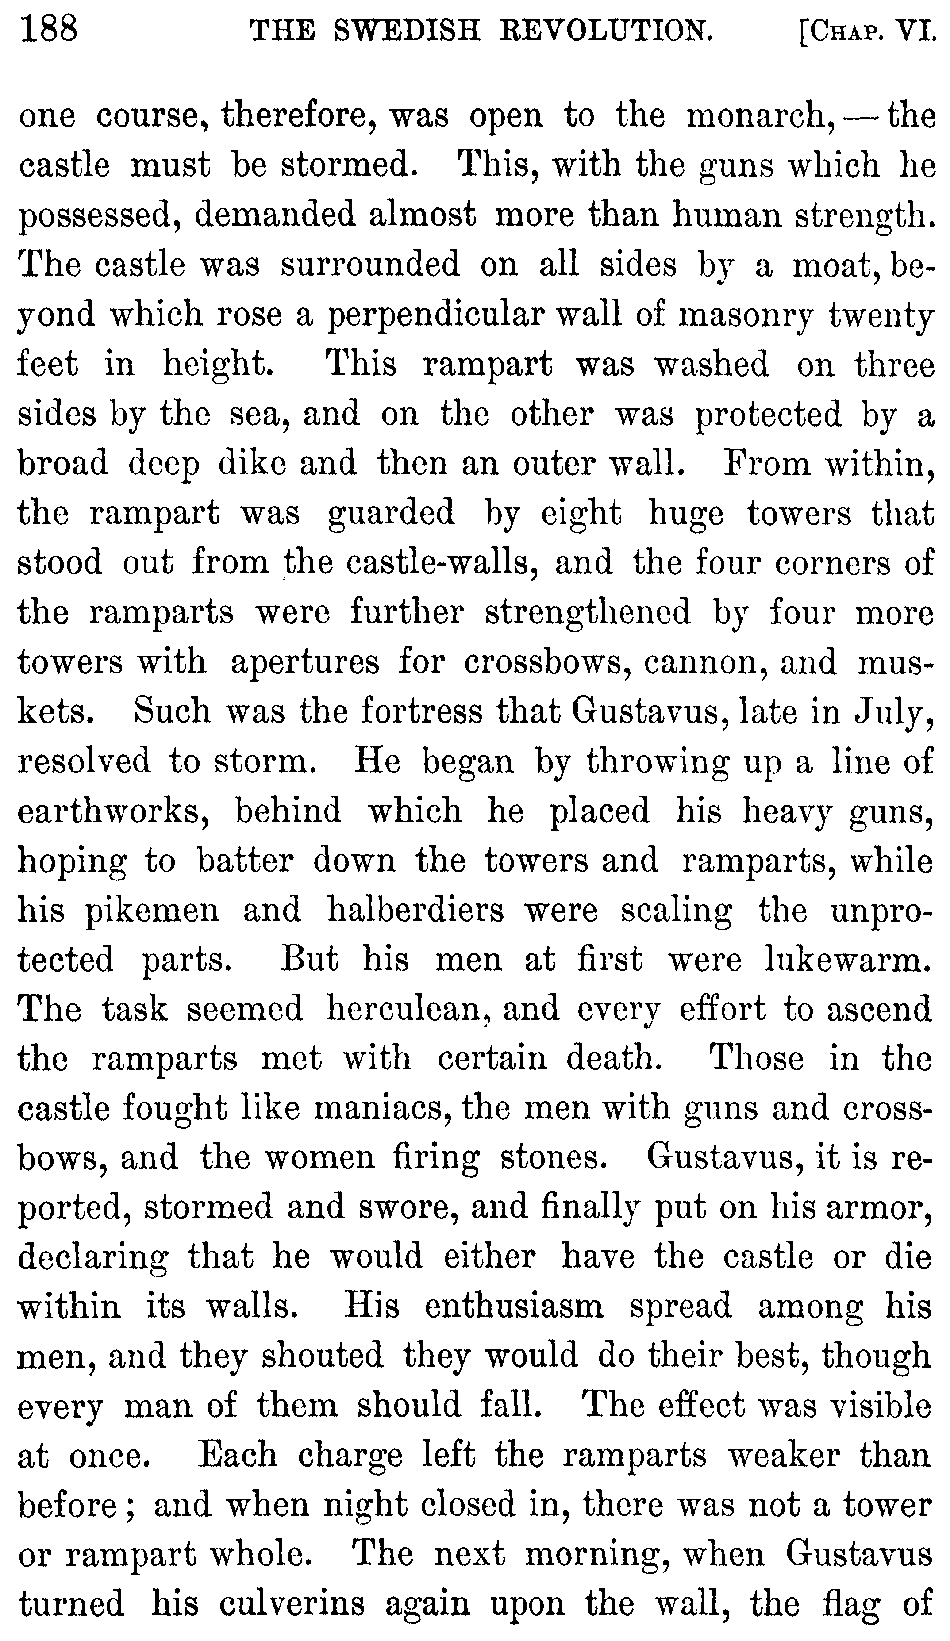 188 THE SWEDISH REVOLUTION. [CHAP. VI.
one course, therefore, was open to the monarch, — the
castle must be stormed. This, with the guns which he
possessed, demanded almost more than human strength.
The castle was surrounded on all sides by a moat, be-
yond which rose a perpendicular wall of masonry twenty
feet in height. This rampart was washed on three
sides by the sea, and on the other was protected by a
broad deep dike and then an outer wall. From within,
the rampart was guarded by eight huge towers that
stood out from the castle-walls, and the four corners of
the ramparts were further strengthened by four more
towers with apertures for crossbows, cannon, and mus-
kets. Such was the fortress that Gustavus, late in July,
resolved to storm. He began by throwing up a line of
earthworks, behind which he placed his heavy guns,
hoping to batter down the towers and ramparts, while
his pikemen and halberdiers were scaling the unpro-
tected parts. But his men at first were lukewarm.
The task seemed herculean, and every effort to ascend
the ramparts met with certain death. Those in the
castle fought like maniacs, the men with guns and cross-
bows, and the women firing stones. Gustavus, it is re-
ported, stormed and swore, and finally put on his armor,
declaring that he would either have the castle or die
within its walls. His enthusiasm spread among his
men, and they shouted they would do their best, though
every man of them should fall. The effect was visible
at once. Each charge left the ramparts weaker than
before; and when night closed in, there was not a tower
or rampart whole. The next morning, when Gustavus
turned his culverins again upon the wall, the flag of